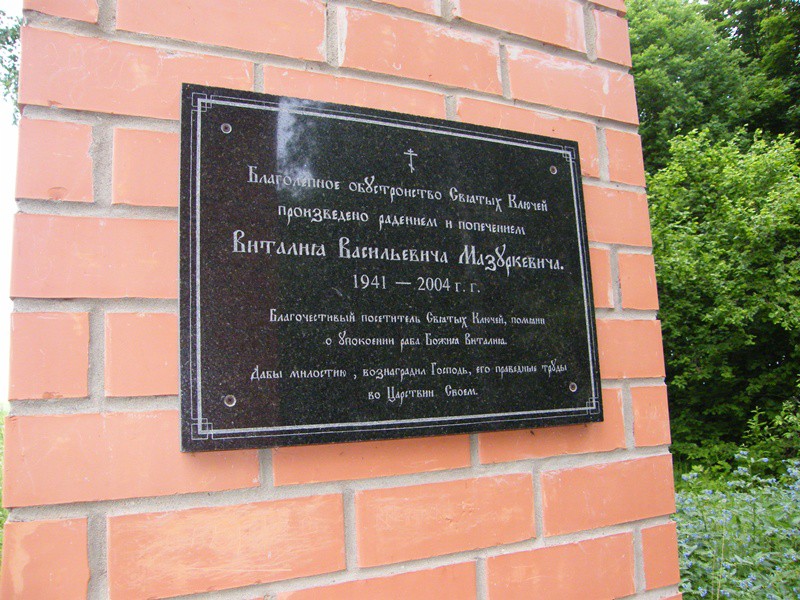 Благолепное обустройство Святых Ключей
произведено радением и попечением
Виталия Васильевича Мазуркевича.
1941 — 2004 г. г.
Благочестивый посетитель Святых Ключей, помяни
о упокоении раба Божия Виталия.
Дабы милостию, вознаградил Господь, его праведные труды
во Царствии Своем.